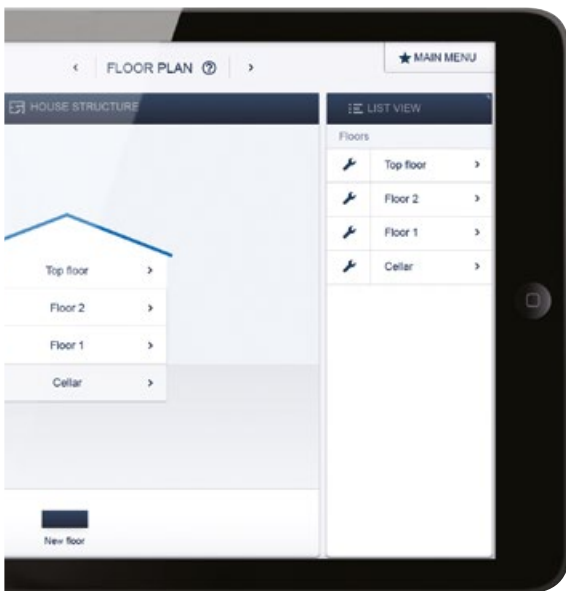 FLOOR PLAN
MAIN MENU
HOUSE STRUCTURE
LIST VIEW
Floors
Top floor
Floor 2
Floor 1
Cellar
Top floor
Floor 2
Floor 1
Cellar
New floor